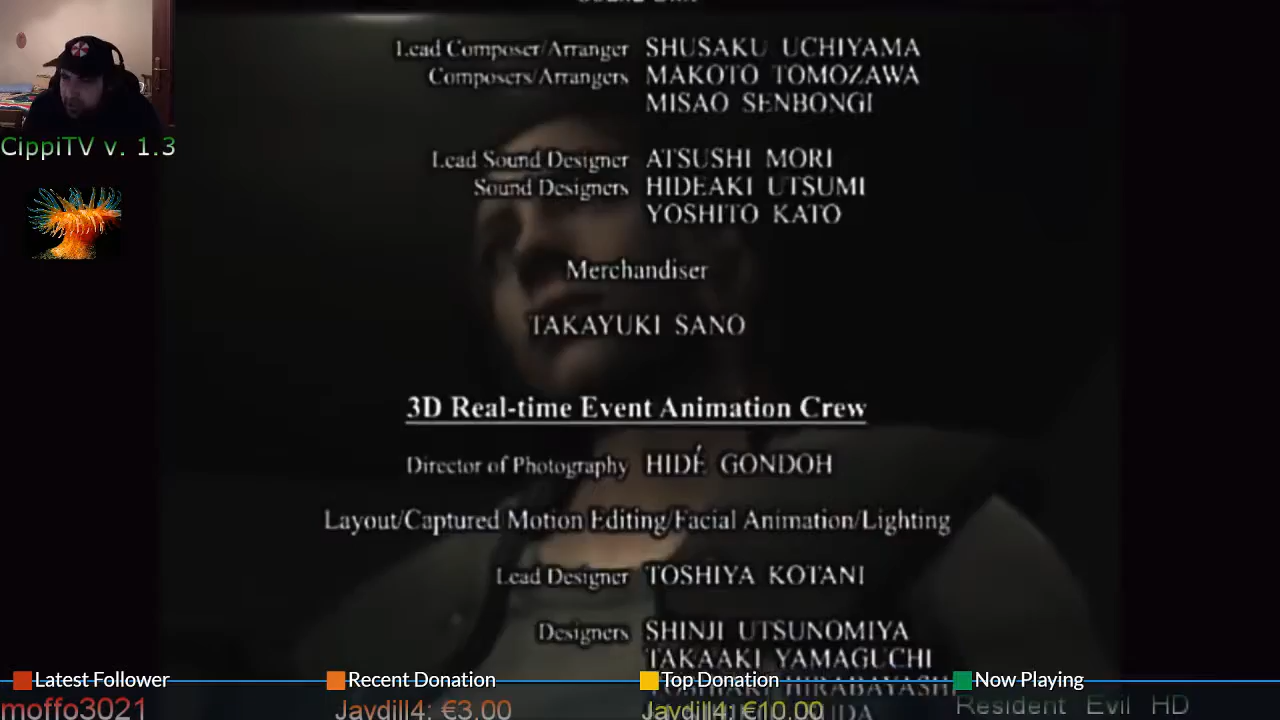 Lead Composer/Arranger SHUSAKU UCHIYAMA
Composers/Arrangers MAKOTO TOMOZAWA
MISAO SENBONGI
CippiTV v. 1.3
Lead Sound Designer ATSUSHI MORI
Sound Designers HIDEAKI UTSUMI
YOSHITO KATO
Merchandiser
TAKAYUKI SANO
3D Real-time Event Animation Crew
Director of Photography HIDÉ GONDOH
Layout/Captured Motion Editing/Facial Animation/Lighting
Lead Designer TOSHIYA KOTANI
Designers SHINJI UTSUNOMIYA
TAKAAKI YAMAGUCHI
HIRABAYASHI
Latest Follower Recent Donation Top Donation Now Playing
moffo3021 Jaydill4: €3.00 Jaydill4: €10.00 Resident Evil HD